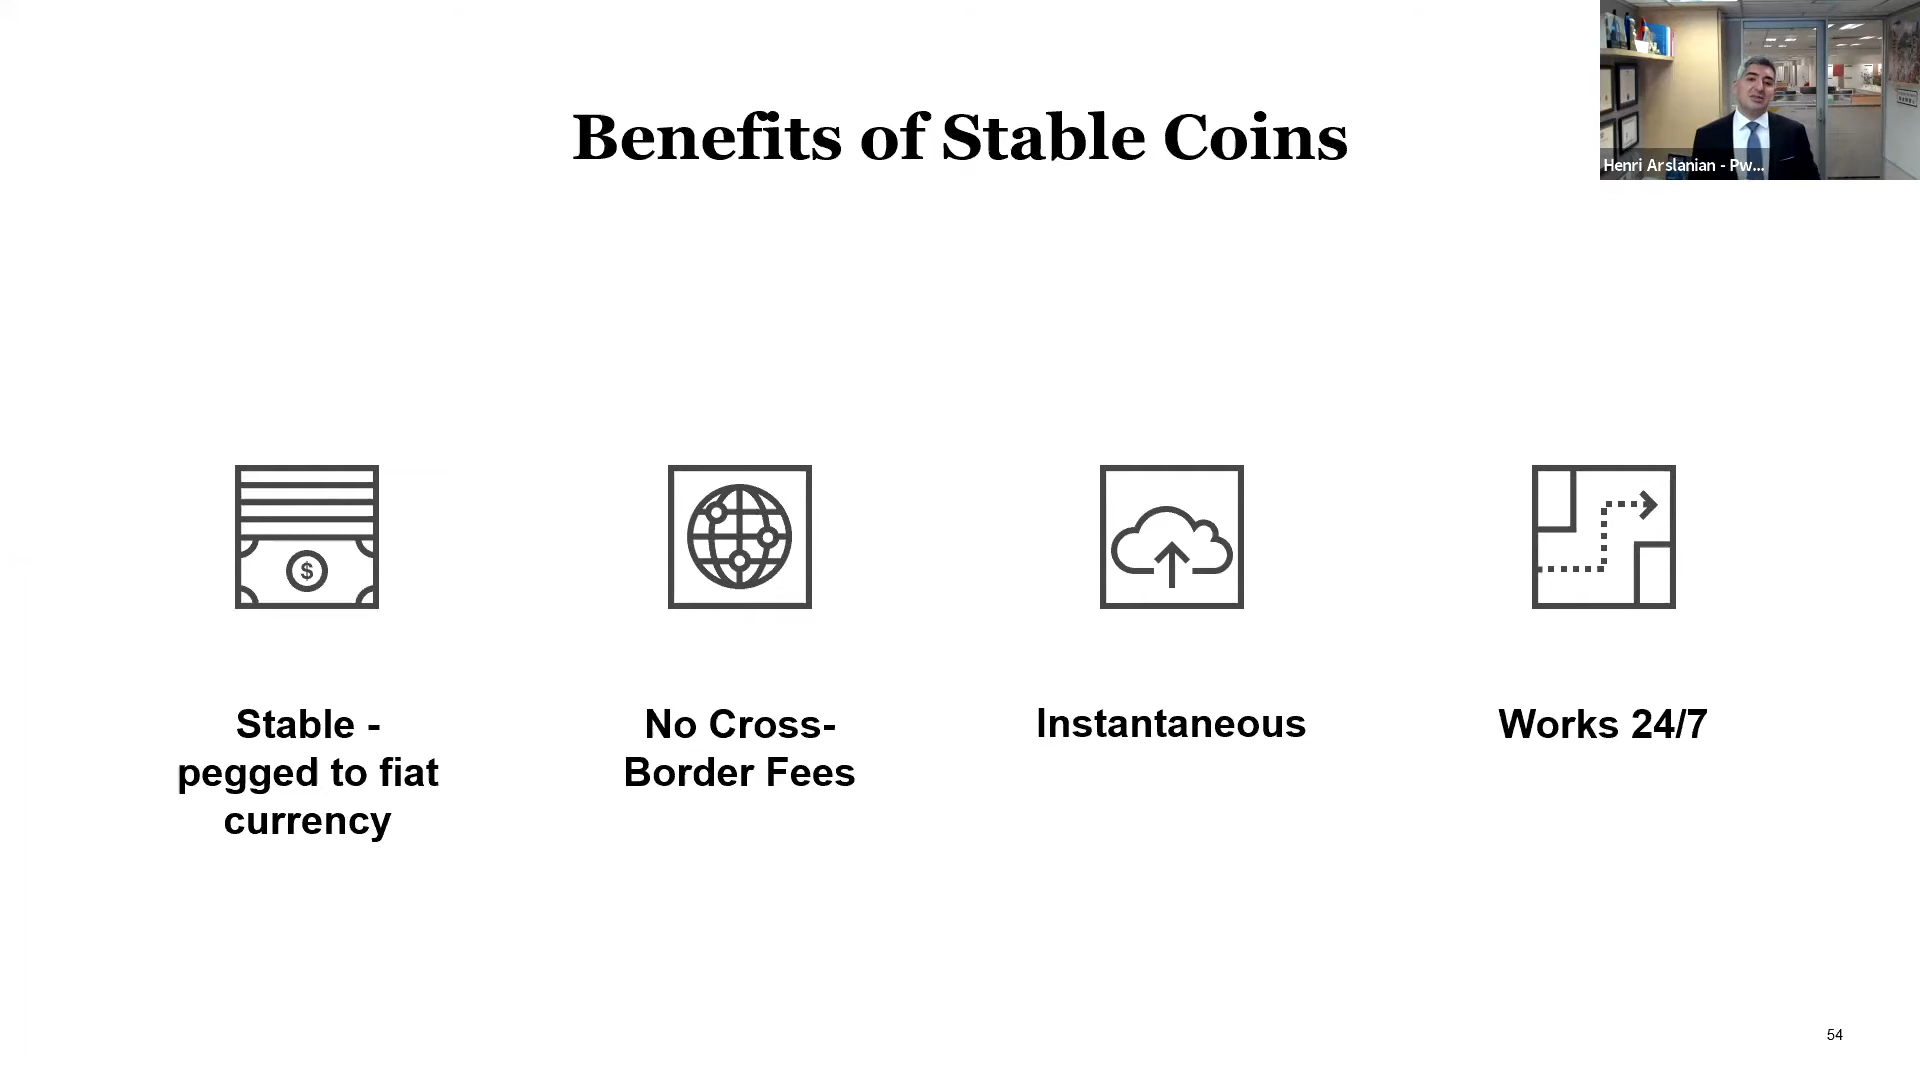 Benefits of Stable Coins
Henri Arslanian - Pw...
$
Stable -
pegged to fiat
currency
No Cross-
Border Fees
Instantaneous
Works 24/7
54